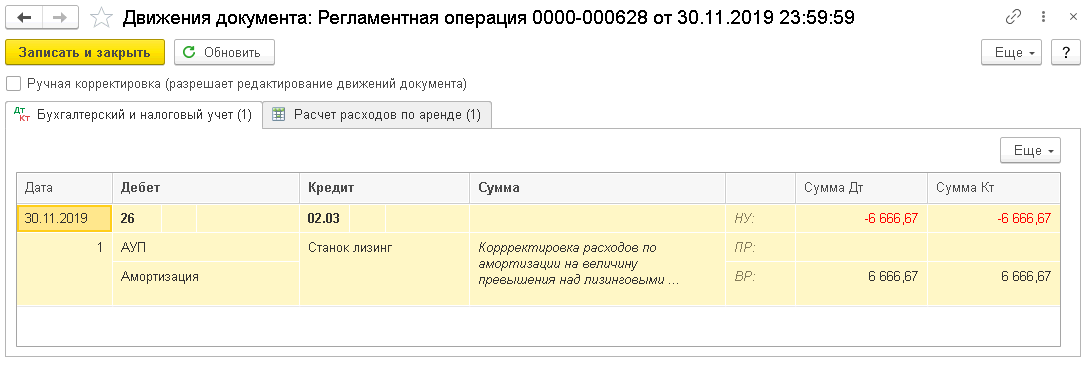 Движения документа: Регламентная операция 0000-000628 от 30.11.2019 23:59:59
Записать и закрыть Обновить Еще ?
Ручная корректировка (разрешает редактирование движений документа)
Дт Кт Бухгалтерский и налоговый учет (1) Расчет расходов по аренде (1)
Еще
Дата Дебет Кредит Сумма Сумма Дт Сумма Кт
30.11.2019 26 02.03 НУ: -6 666,67 -6 666,67
1 АУП Станок лизинг Коррректировка расходов по ПР:
амортизации на величину
Амортизация превышения над лизинговыми ... ВР: 6 666,67 6 666,67